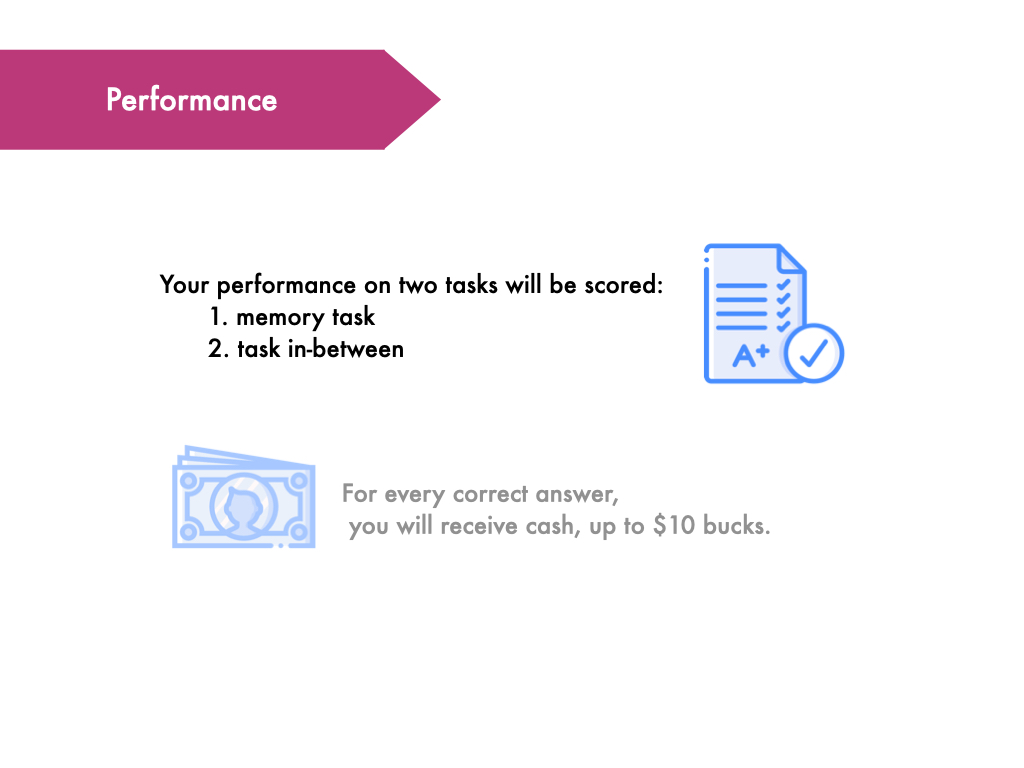 Performance
Your performance on two tasks will be scored:
1. memory task
2. task in-between
A+
For every correct answer,
you will receive cash, up to $10 bucks.